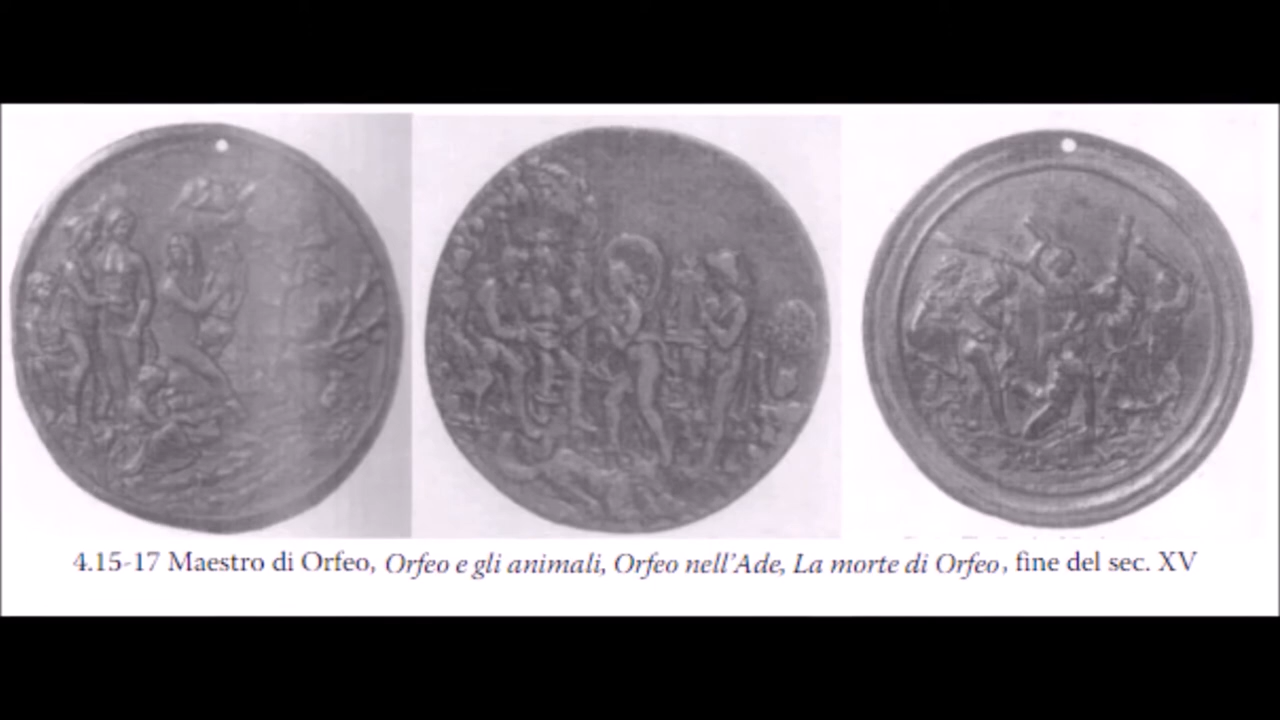 4.15-17 Maestro di Orfeo, Orfeo e gli animali, Orfeo nell'Ade, La morte di Orfeo, fine del sec. XV